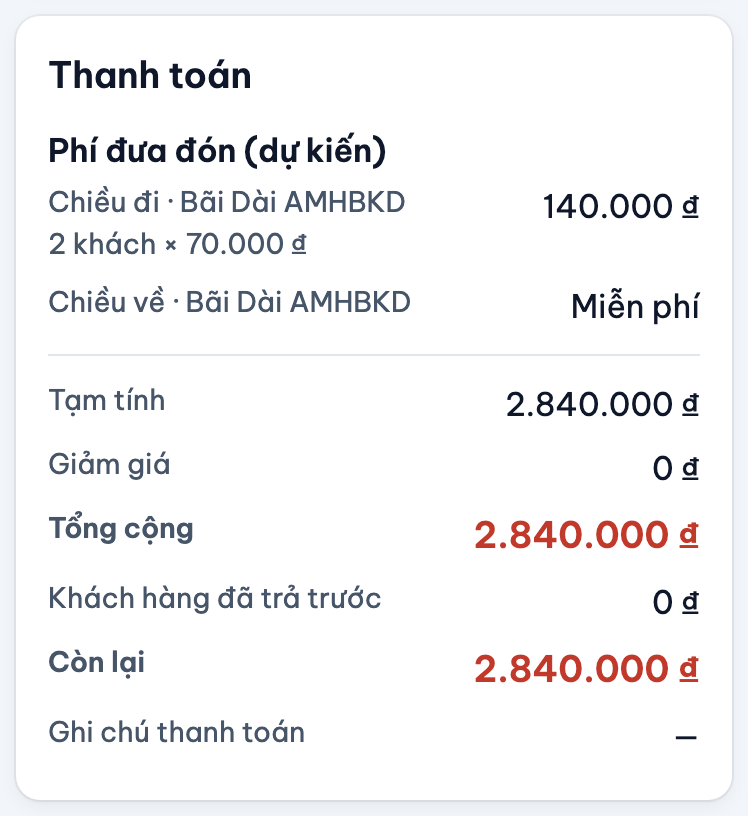 Thanh toán
Phí đưa đón (dự kiến)
Chiều đi · Bãi Dài AMHBKD 140.000 ₫
2 khách × 70.000 ₫
Chiều về · Bãi Dài AMHBKD Miễn phí
Tạm tính 2.840.000 ₫
Giảm giá 0 ₫
Tổng cộng 2.840.000 ₫
Khách hàng đã trả trước 0 ₫
Còn lại 2.840.000 ₫
Ghi chú thanh toán —